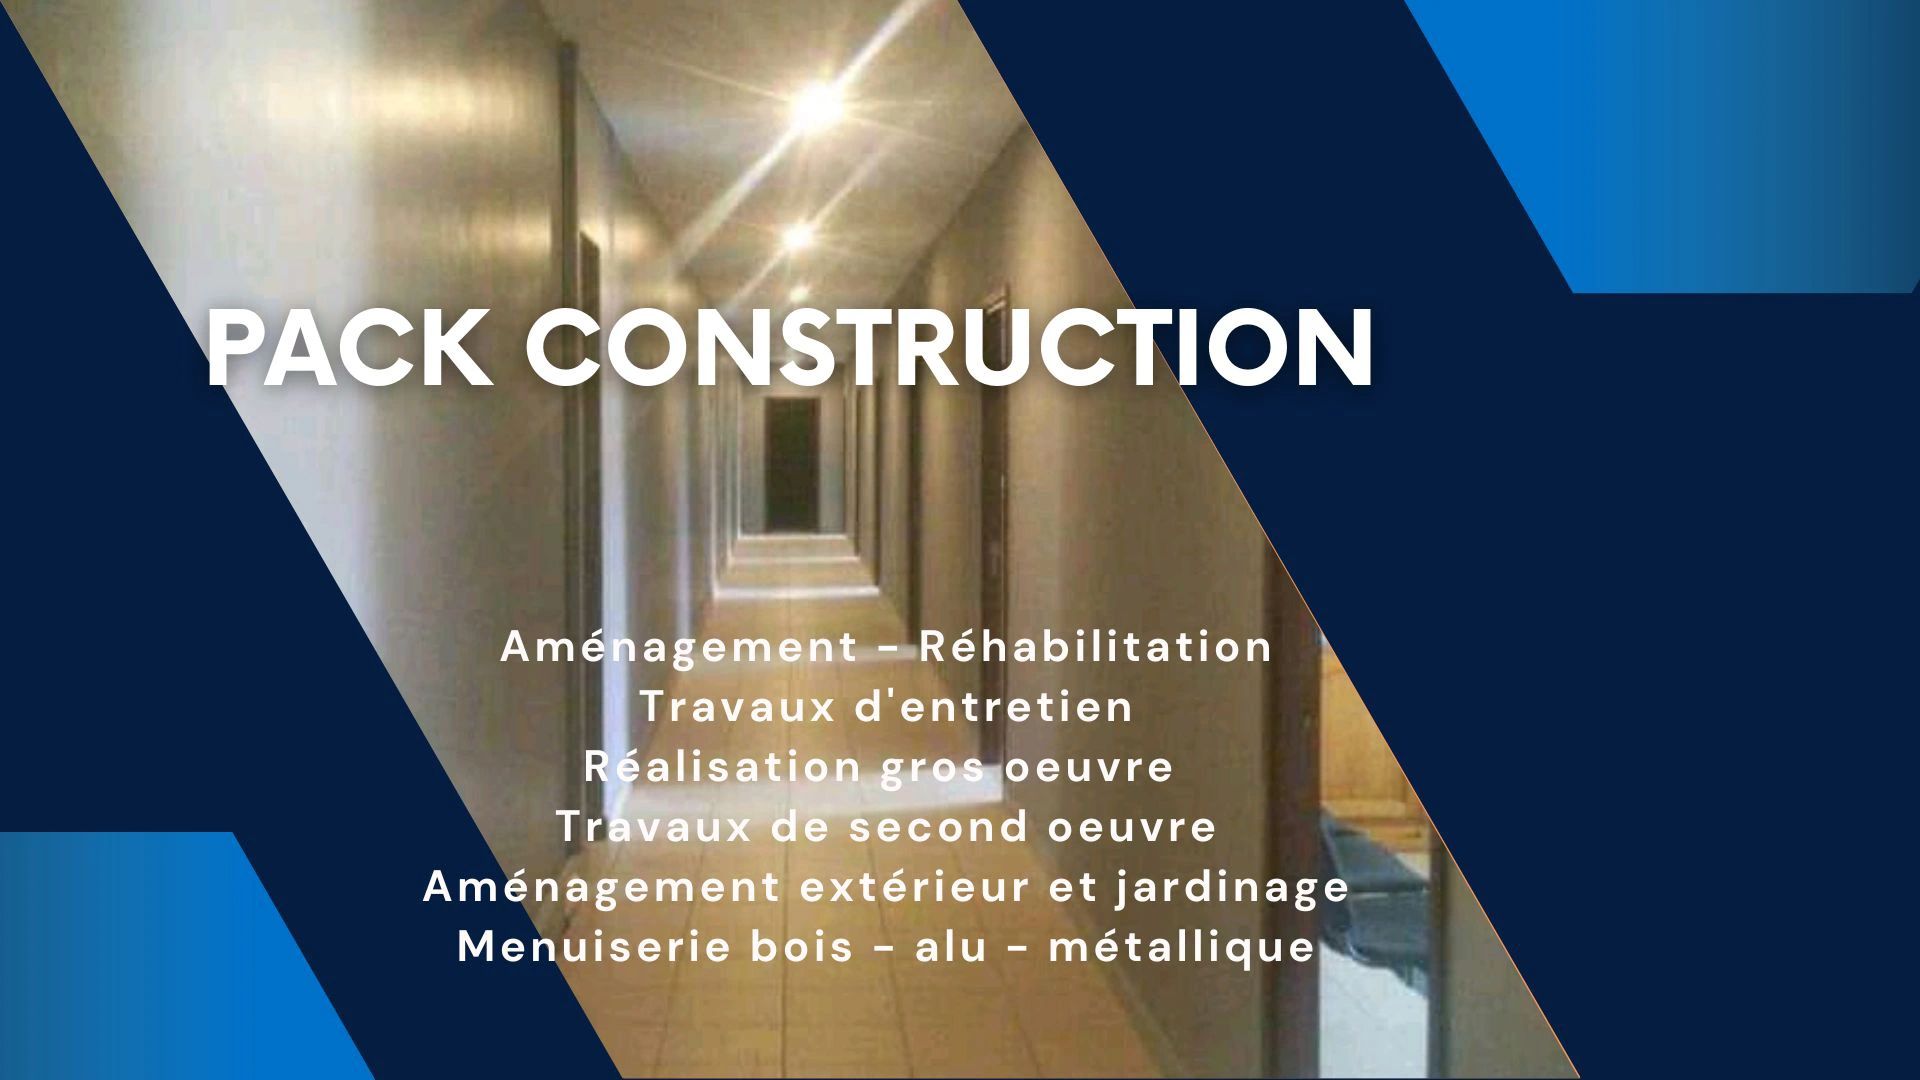 PACK CONSTRUCTION
Aménagement - Réhabilitation
Travaux d'entretien
Réalisation gros oeuvre
Travaux de second oeuvre
Aménagement extérieur et jardinage
Menuiserie bois - alu - métallique